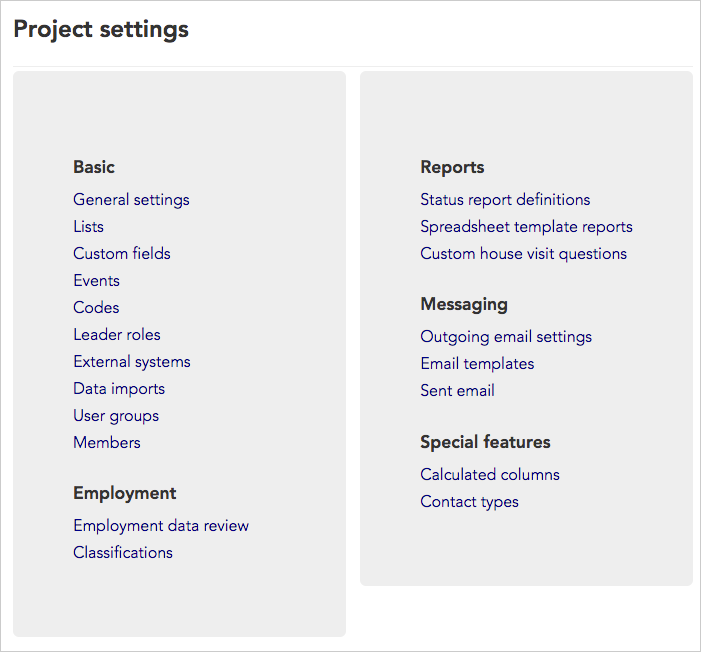 Project settings
Basic
General settings
Lists
Custom fields
Events
Codes
Leader roles
External systems
Data imports
User groups
Members
Employment
Employment data review
Classifications
Reports
Status report definitions
Spreadsheet template reports
Custom house visit questions
Messaging
Outgoing email settings
Email templates
Sent email
Special features
Calculated columns
Contact types